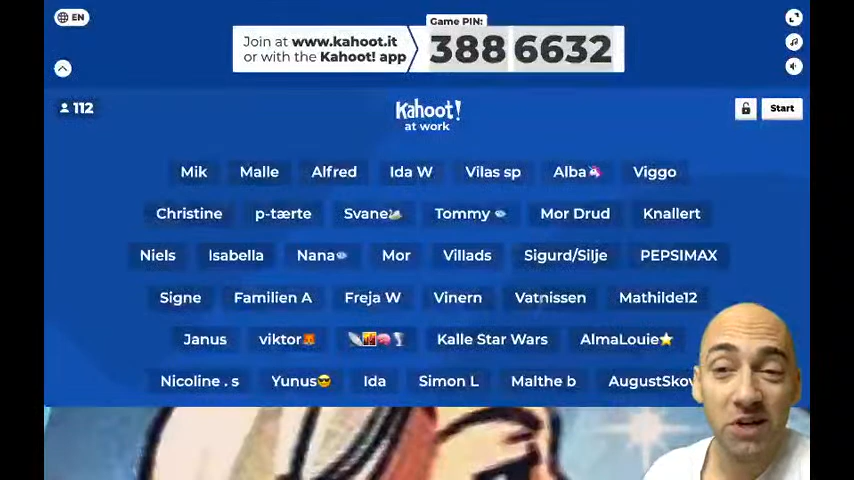 EN
Game PIN:
Join at www.kahoot.it
or with the Kahoot! app
388 6632
112
Kahoot!
at work
Start
Mik Malle Alfred Ida W Vilas sp Alba🦄 Viggo
Christine p-tærte Svane🦢 Tommy Mor Drud Knallert
Niels Isabella Nana Mor Villads Sigurd/Silje PEPSIMAX
Signe Familien A Freja W Vinern Vatnissen Mathilde12
Janus viktor Kalle Star Wars AlmaLouie⭐
Nicoline . s Yunus😎 Ida Simon L Malthe b AugustSkov